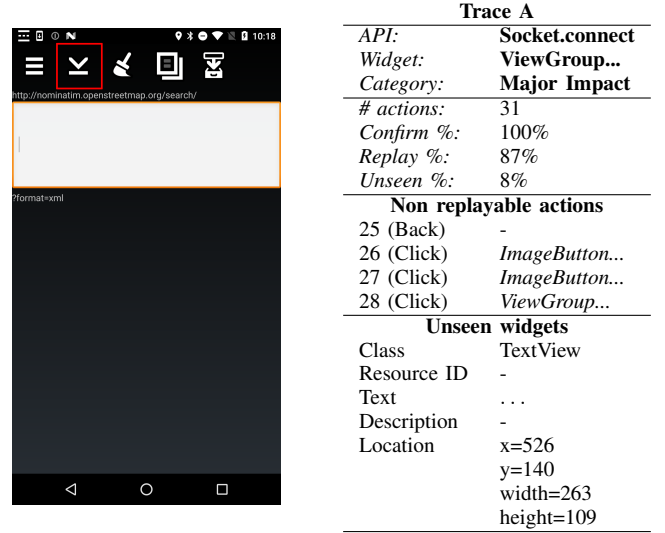 10:18
http://nominatim.openstreetmap.org/search/
?format=xml
Trace A
API: Socket.connect
Widget: ViewGroup...
Category: Major Impact
# actions: 31
Confirm %: 100%
Replay %: 87%
Unseen %: 8%
Non replayable actions
25 (Back) -
26 (Click) ImageButton...
27 (Click) ImageButton...
28 (Click) ViewGroup...
Unseen widgets
Class TextView
Resource ID -
Text . . .
Description -
Location x=526
y=140
width=263
height=109